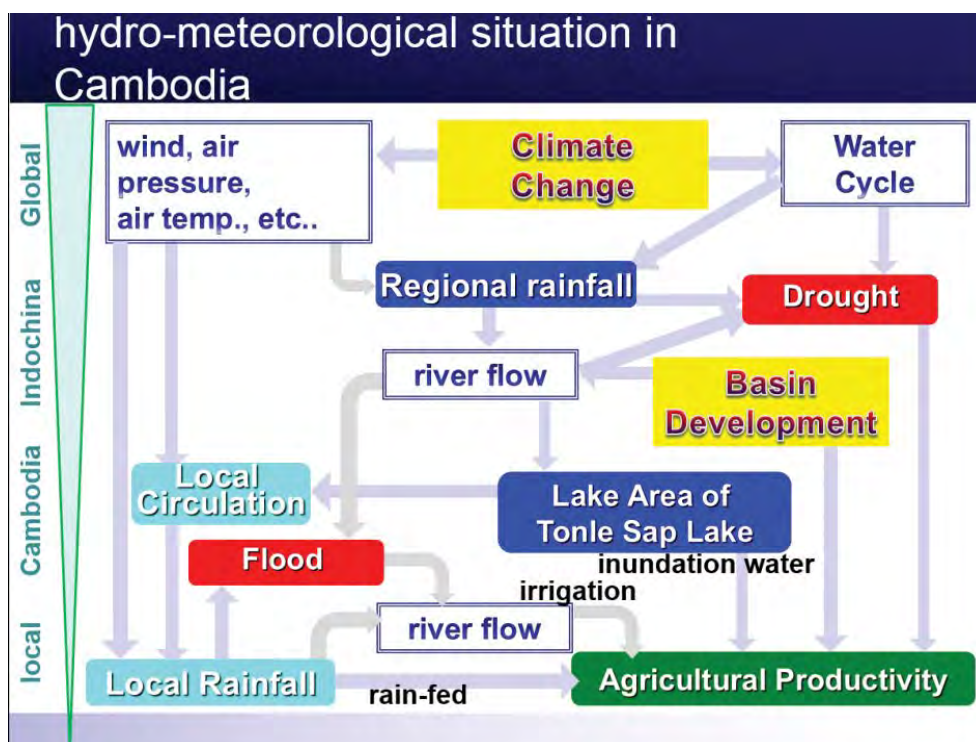 hydro-meteorological situation in
Cambodia
Global
Indochina
Cambodia
local
wind, air
pressure,
air temp., etc..
Climate
Change
Water
Cycle
Regional rainfall
Drought
river flow
Basin
Development
Local
Circulation
Lake Area of
Tonle Sap Lake
Flood
inundation water
irrigation
river flow
Local Rainfall
rain-fed
Agricultural Productivity